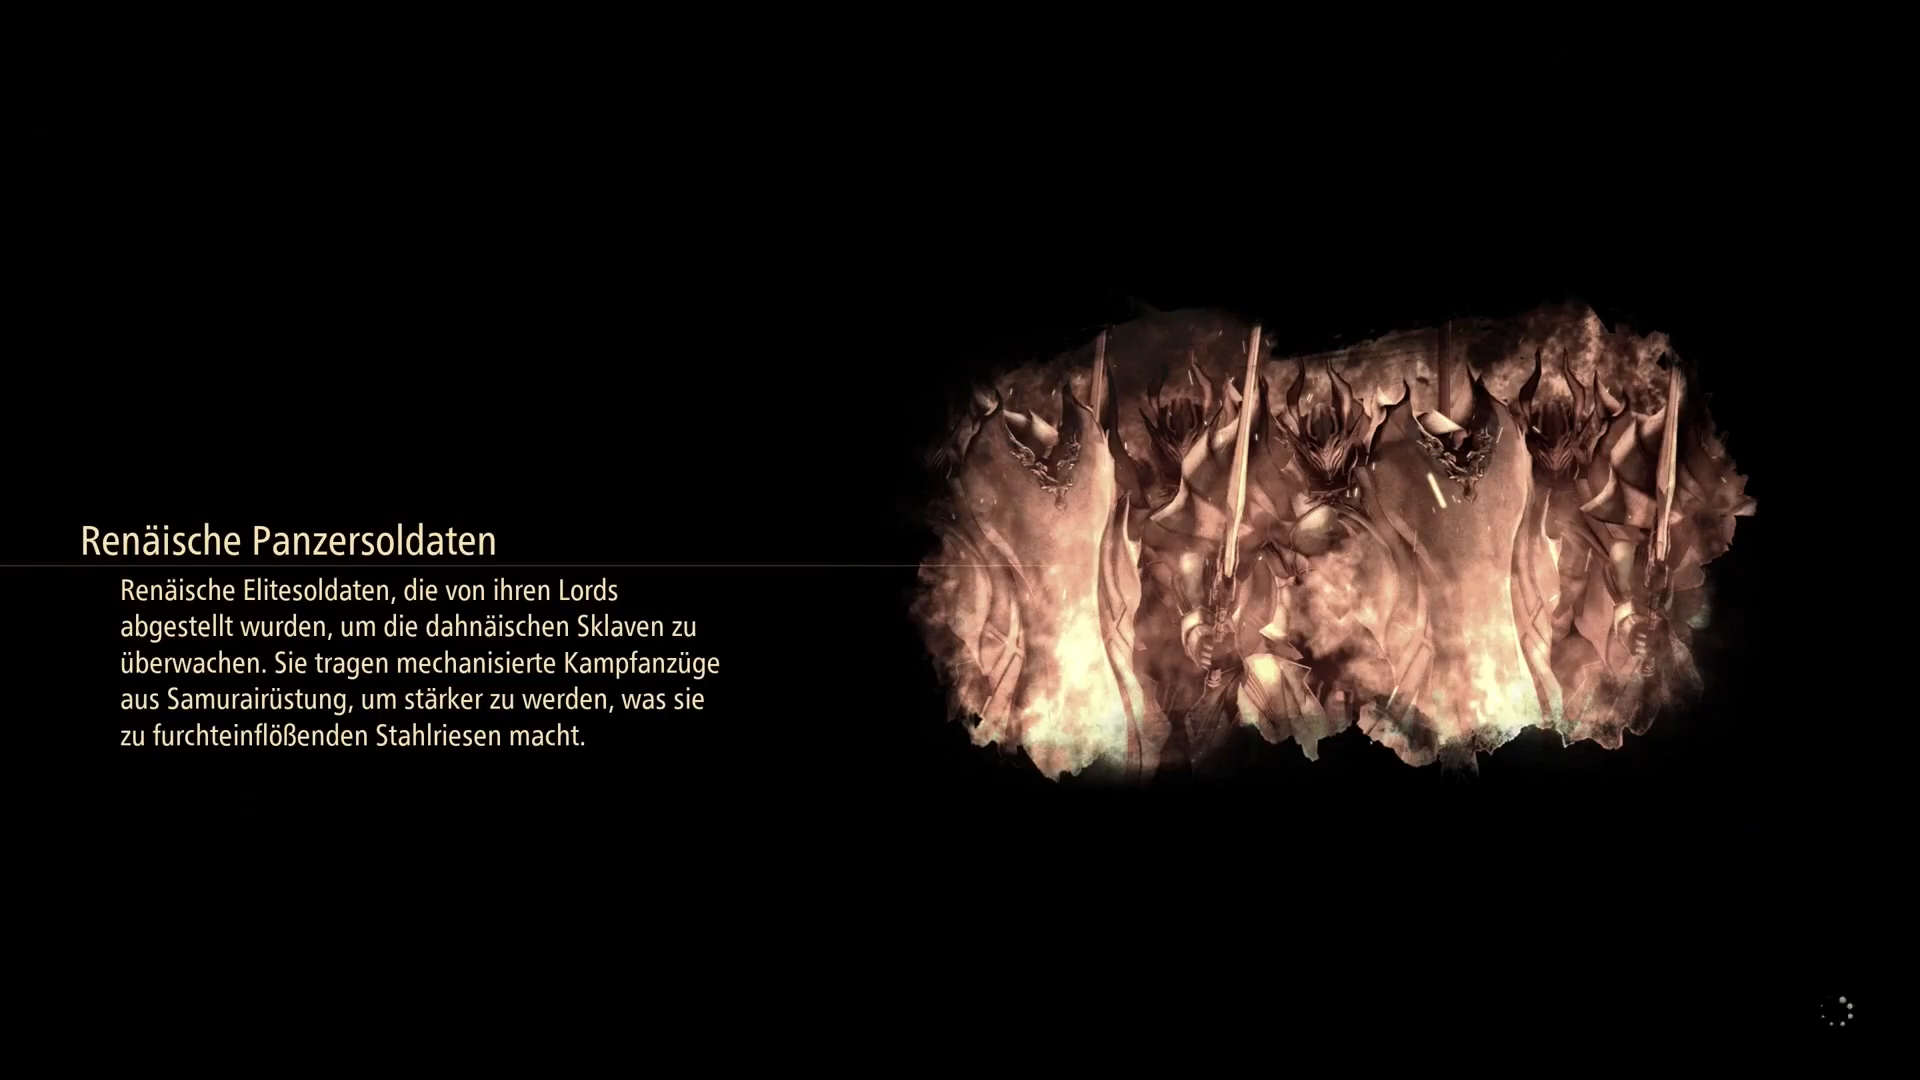 Renäische Panzersoldaten
Renäische Elitesoldaten, die von ihren Lords
abgestellt wurden, um die dahnäischen Sklaven zu
überwachen. Sie tragen mechanisierte Kampfanzüge
aus Samurairüstung, um stärker zu werden, was sie
zu furchteinflößenden Stahlriesen macht.